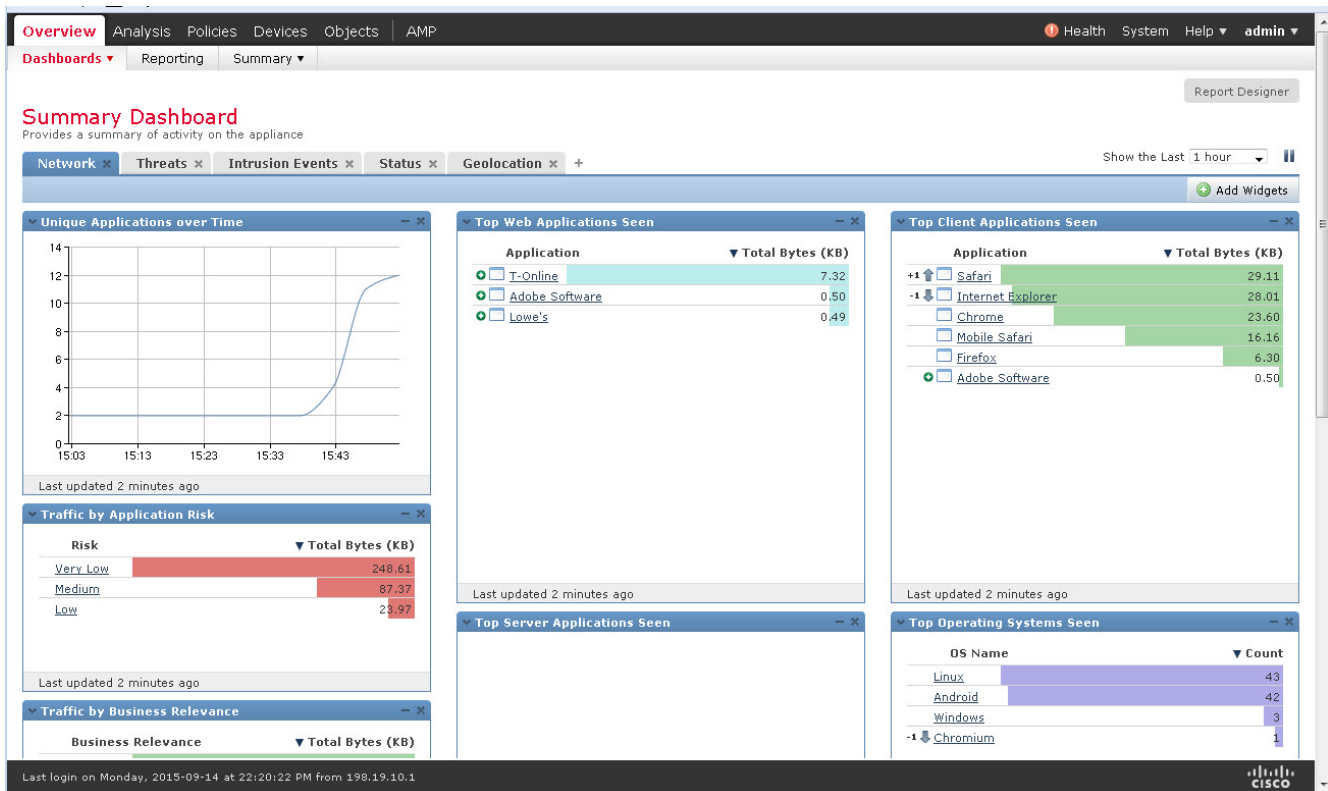 Overview Analysis Policies Devices Objects AMP Health System Help ▼ admin ▼
Dashboards ▼ Reporting Summary ▼
Report Designer
Summary Dashboard
Provides a summary of activity on the appliance
Network × Threats × Intrusion Events × Status × Geolocation × +
Show the Last 1 hour
Add Widgets
Unique Applications over Time
14
12
10
8
6
4
2
0
15:03 15:13 15:23 15:33 15:43
Last updated 2 minutes ago
Traffic by Application Risk
Risk ▼ Total Bytes (KB)
Very Low 248.61
Medium 87.37
Low 23.97
Last updated 2 minutes ago
Traffic by Business Relevance
Business Relevance ▼ Total Bytes (KB)
Top Web Applications Seen
Application ▼ Total Bytes (KB)
T-Online 7.32
Adobe Software 0.50
Lowe's 0.49
Last updated 2 minutes ago
Top Server Applications Seen
Top Client Applications Seen
Application ▼ Total Bytes (KB)
+1 Safari 29.11
-1 Internet Explorer 28.01
Chrome 23.60
Mobile Safari 16.16
Firefox 6.30
Adobe Software 0.50
Last updated 2 minutes ago
Top Operating Systems Seen
OS Name ▼ Count
Linux 43
Android 42
Windows 3
-1 Chromium 1
Last login on Monday, 2015-09-14 at 22:20:22 PM from 198.19.10.1
CISCO